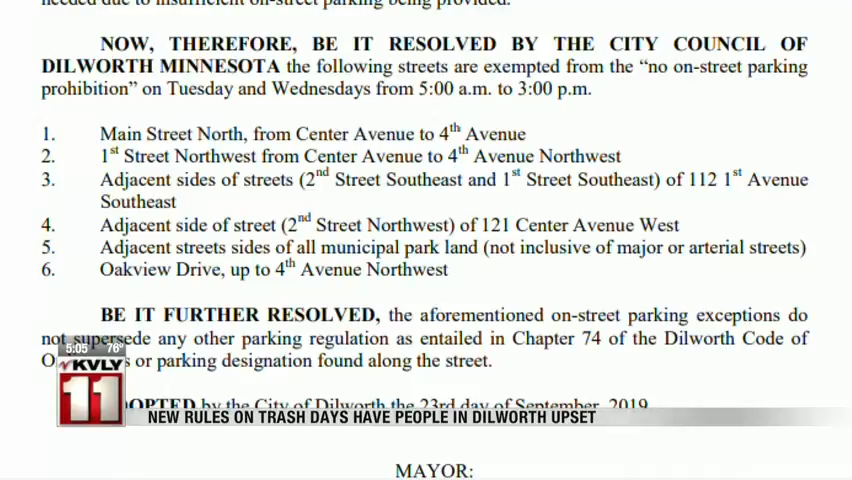 needed due to insufficient on-street parking being provided.
NOW, THEREFORE, BE IT RESOLVED BY THE CITY COUNCIL OF
DILWORTH MINNESOTA the following streets are exempted from the “no on-street parking
prohibition” on Tuesday and Wednesdays from 5:00 a.m. to 3:00 p.m.
1. Main Street North, from Center Avenue to 4th Avenue
2. 1st Street Northwest from Center Avenue to 4th Avenue Northwest
3. Adjacent sides of streets (2nd Street Southeast and 1st Street Southeast) of 112 1st Avenue
Southeast
4. Adjacent side of street (2nd Street Northwest) of 121 Center Avenue West
5. Adjacent streets sides of all municipal park land (not inclusive of major or arterial streets)
6. Oakview Drive, up to 4th Avenue Northwest
BE IT FURTHER RESOLVED, the aforementioned on-street parking exceptions do
not supersede any other parking regulation as entailed in Chapter 74 of the Dilworth Code of
or parking designation found along the street.
by the City of Dilworth the 23rd day of September, 2019
5:05 76°
KVLY
11
NEW RULES ON TRASH DAYS HAVE PEOPLE IN DILWORTH UPSET
MAYOR: